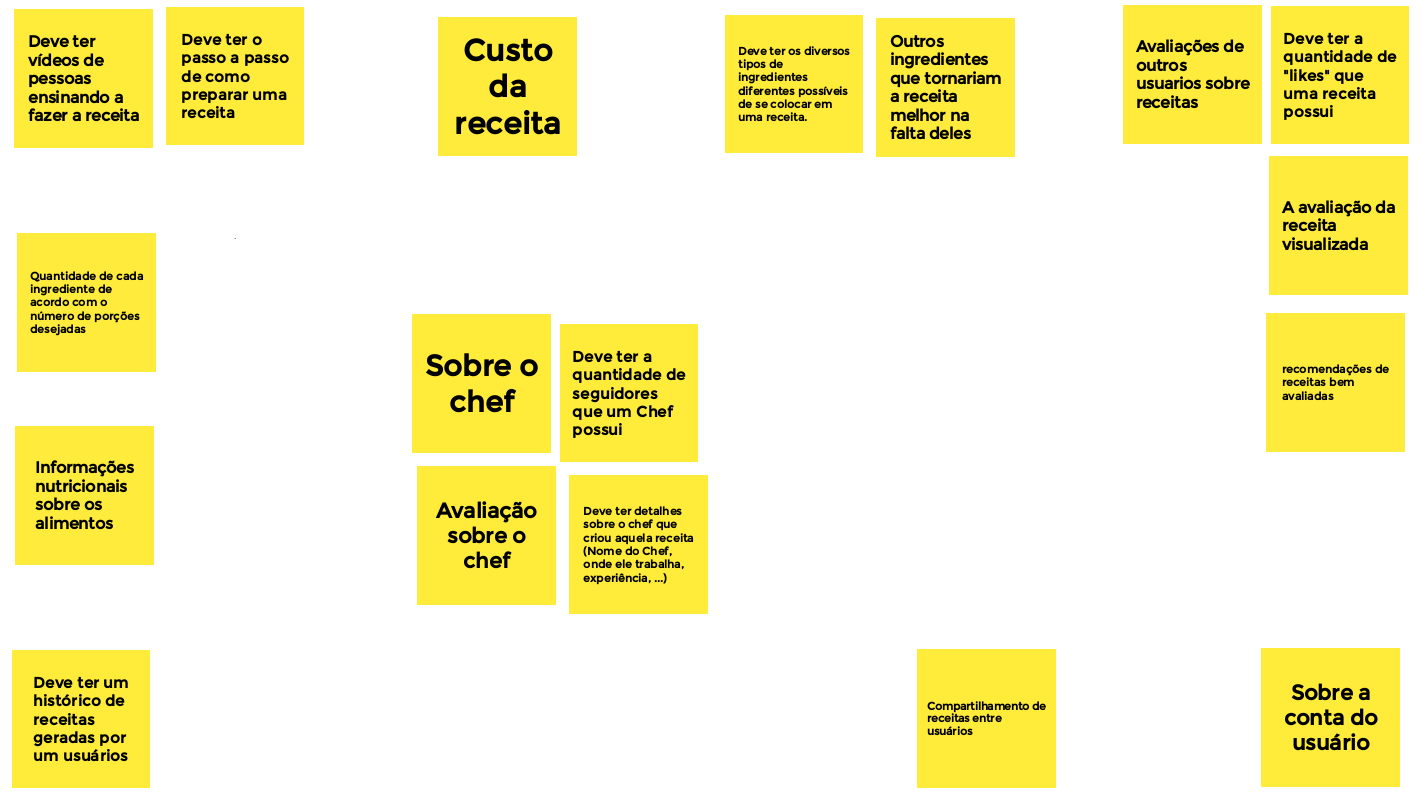 Deve ter
vídeos de
pessoas
ensinando a
fazer a receita
Deve ter o
passo a passo
de como
preparar uma
receita
Custo
da
receita
Deve ter os diversos
tipos de
ingredientes
diferentes possíveis
de se colocar em
uma receita.
Outros
ingredientes
que tornariam
a receita
melhor na
falta deles
Avaliações de
outros
usuarios sobre
receitas
Deve ter a
quantidade de
"likes" que
uma receita
possui
A avaliação da
receita
visualizada
Quantidade de cada
ingrediente de
acordo com o
número de porções
desejadas
Sobre o
chef
Deve ter a
quantidade de
seguidores
que um Chef
possui
recomendações de
receitas bem
avaliadas
Informações
nutricionais
sobre os
alimentos
Avaliação
sobre o
chef
Deve ter detalhes
sobre o chef que
criou aquela receita
(Nome do Chef,
onde ele trabalha,
experiência, ...)
Deve ter um
histórico de
receitas
geradas por
um usuários
Compartilhamento de
receitas entre
usuários
Sobre a
conta do
usuário